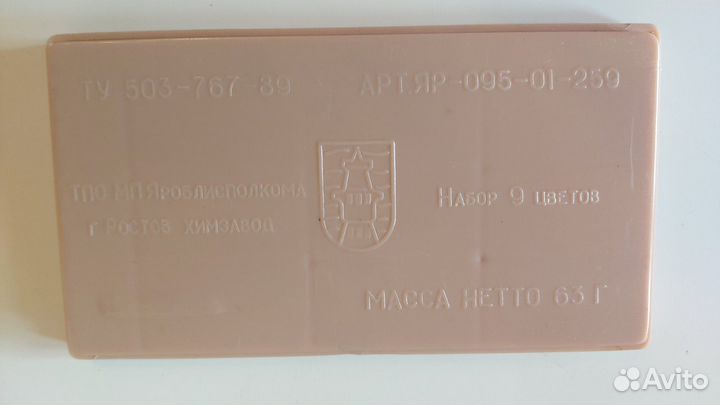 ТУ 503-767-89
АРТ.ЯР-095-01-259
ТПО МП Яроблисполкома
г Ростов химзавод
Набор 9 цветов
МАССА НЕТТО 63 Г
Avito